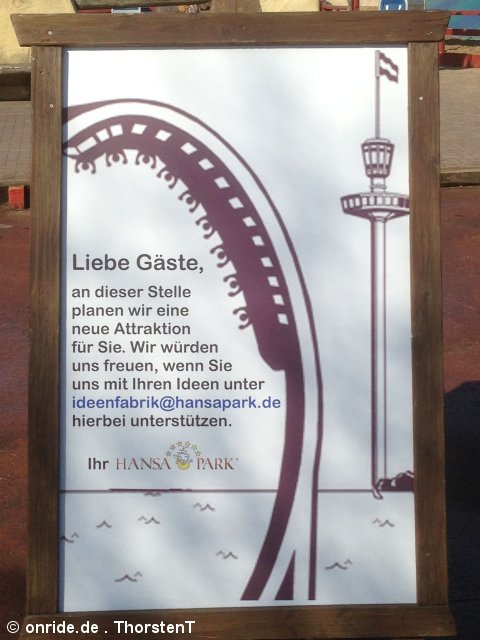 Liebe Gäste,
an dieser Stelle
planen wir eine
neue Attraktion
für Sie. Wir würden
uns freuen, wenn Sie
uns mit Ihren Ideen unter
ideenfabrik@hansapark.de
hierbei unterstützen.
Ihr HANSA PARK
© onride.de . ThorstenT